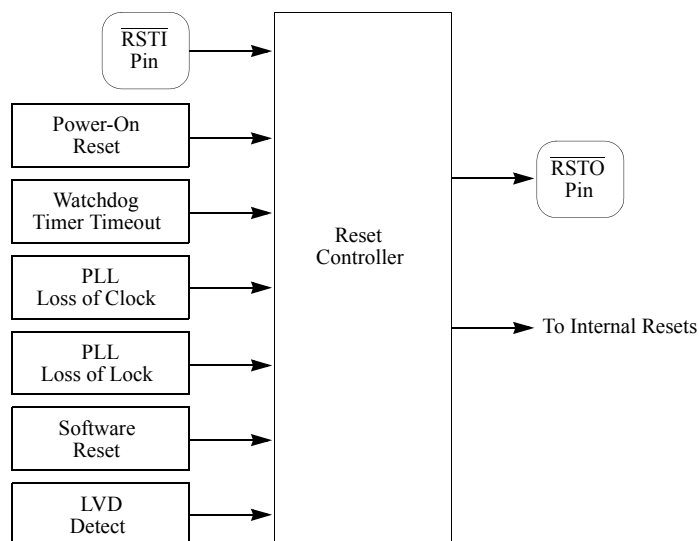 RSTI
Pin
Power-On
Reset
Watchdog
Timer Timeout
PLL
Loss of Clock
PLL
Loss of Lock
Software
Reset
LVD
Detect
Reset
Controller
RSTO
Pin
To Internal Resets